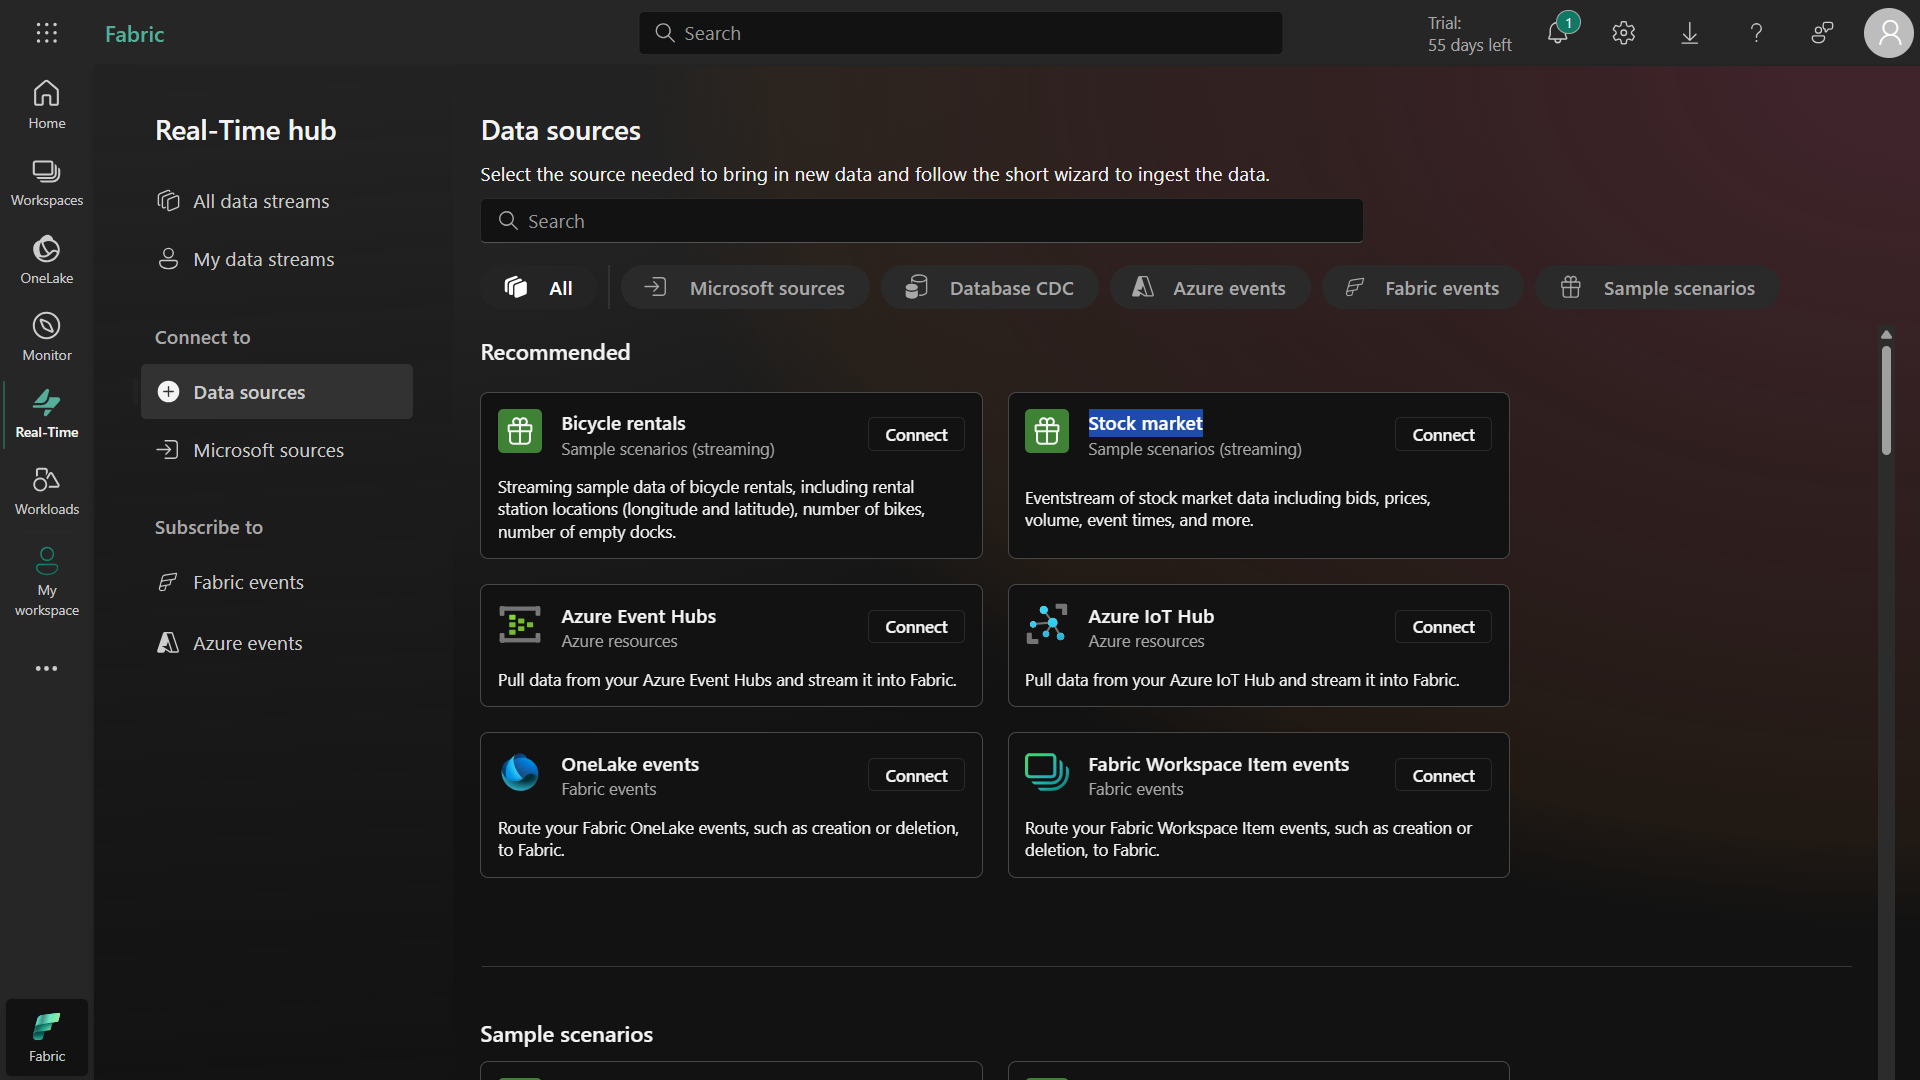 Fabric
Search
Trial:
55 days left
1
Home
Workspaces
OneLake
Monitor
Real-Time
Workloads
My
workspace
Fabric
Real-Time hub
All data streams
My data streams
Connect to
Data sources
Microsoft sources
Subscribe to
Fabric events
Azure events
Data sources
Select the source needed to bring in new data and follow the short wizard to ingest the data.
Search
All
Microsoft sources
Database CDC
Azure events
Fabric events
Sample scenarios
Recommended
Bicycle rentals
Sample scenarios (streaming)
Connect
Streaming sample data of bicycle rentals, including rental
station locations (longitude and latitude), number of bikes,
number of empty docks.
Stock market
Sample scenarios (streaming)
Connect
Eventstream of stock market data including bids, prices,
volume, event times, and more.
Azure Event Hubs
Azure resources
Connect
Pull data from your Azure Event Hubs and stream it into Fabric.
Azure IoT Hub
Azure resources
Connect
Pull data from your Azure IoT Hub and stream it into Fabric.
OneLake events
Fabric events
Connect
Route your Fabric OneLake events, such as creation or deletion,
to Fabric.
Fabric Workspace Item events
Fabric events
Connect
Route your Fabric Workspace Item events, such as creation or
deletion, to Fabric.
Sample scenarios